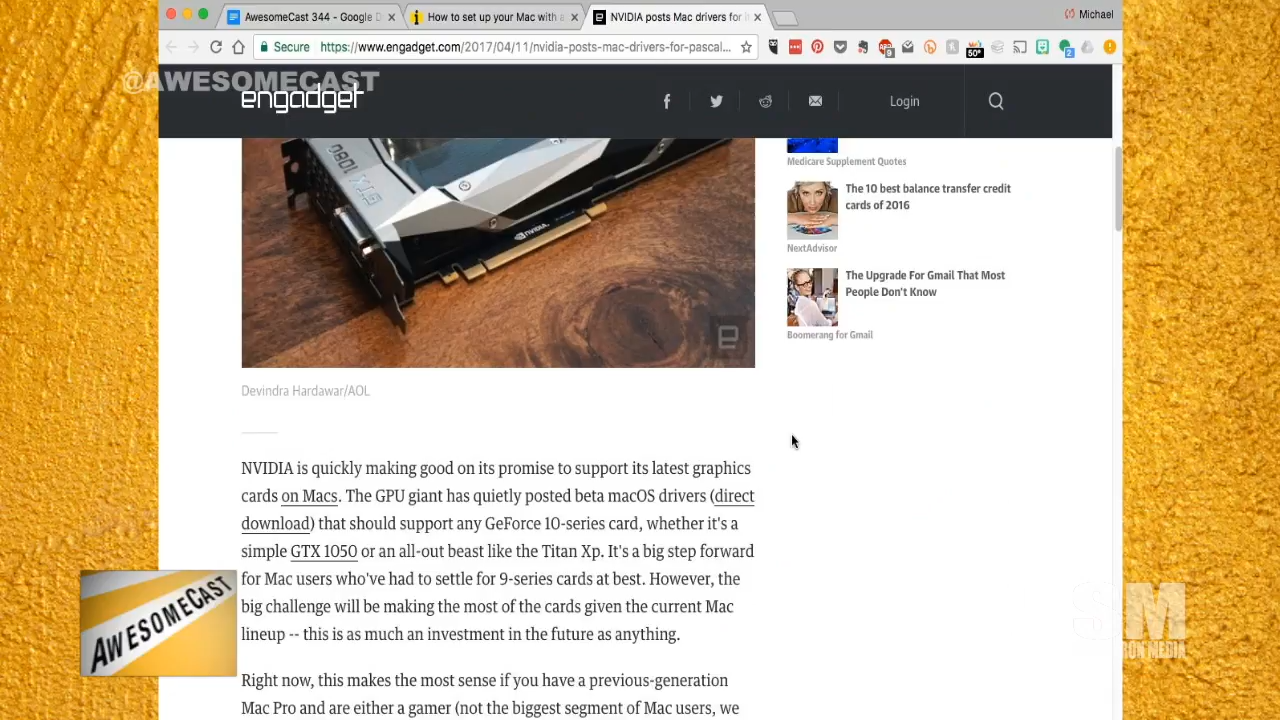 AwesomeCast 344 - Google D
How to set up your Mac with a
NVIDIA posts Mac drivers for
Michael
Secure
https://www.engadget.com/2017/04/11/nvidia-posts-mac-drivers-for-pascal...
9
50°
2
@AWESOMECAST
engadget
Login
GTX 1080
NVIDIA
Medicare Supplement Quotes
The 10 best balance transfer credit
cards of 2016
NextAdvisor
The Upgrade For Gmail That Most
People Don't Know
Boomerang for Gmail
Devindra Hardawar/AOL
NVIDIA is quickly making good on its promise to support its latest graphics
cards on Macs. The GPU giant has quietly posted beta macOS drivers (direct
download) that should support any GeForce 10-series card, whether it's a
simple GTX 1050 or an all-out beast like the Titan Xp. It's a big step forward
for Mac users who've had to settle for 9-series cards at best. However, the
big challenge will be making the most of the cards given the current Mac
lineup -- this is as much an investment in the future as anything.
Right now, this makes the most sense if you have a previous-generation
Mac Pro and are either a gamer (not the biggest segment of Mac users, we
AWESOMECAST